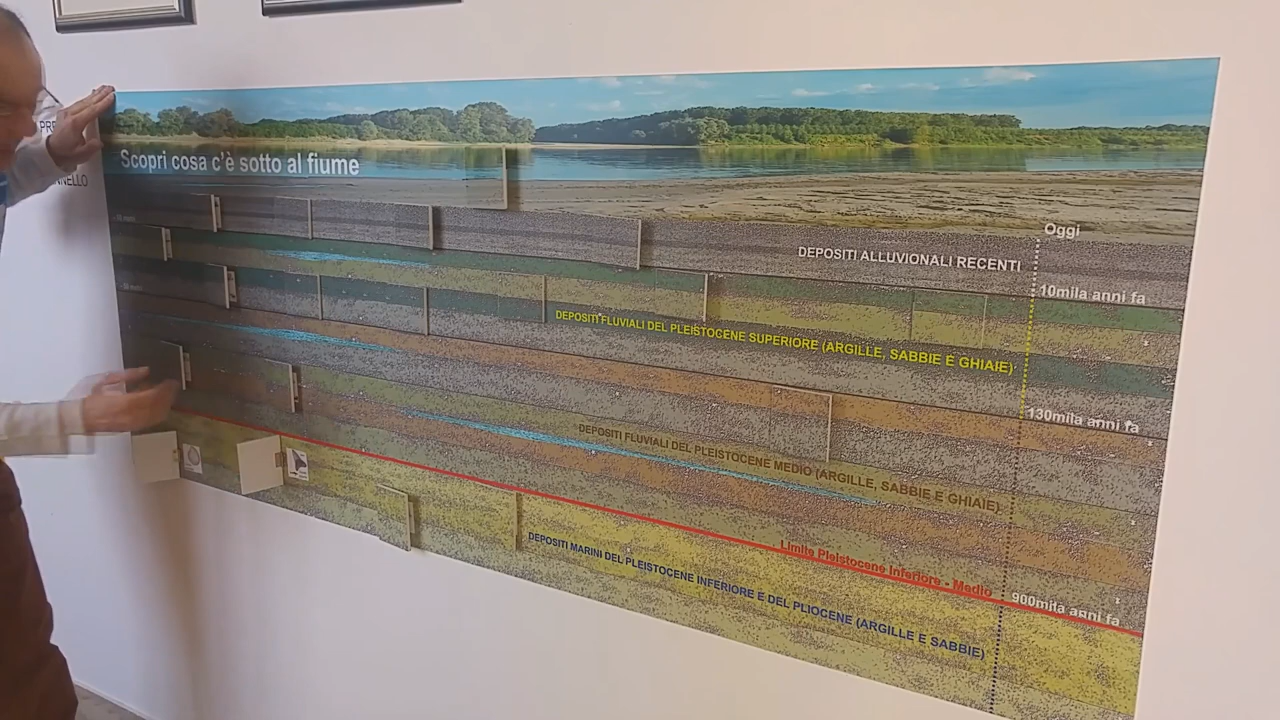 Scopri cosa c'è sotto al fiume
Oggi
DEPOSITI ALLUVIONALI RECENTI
10mila anni fa
DEPOSITI FLUVIALI DEL PLEISTOCENE SUPERIORE (ARGILLE, SABBIE E GHIAIE)
130mila anni fa
DEPOSITI FLUVIALI DEL PLEISTOCENE MEDIO (ARGILLE, SABBIE E GHIAIE)
Limite Pleistocene Inferiore - Medio
900mila anni fa
DEPOSITI MARINI DEL PLEISTOCENE INFERIORE E DEL PLIOCENE (ARGILLE E SABBIE)